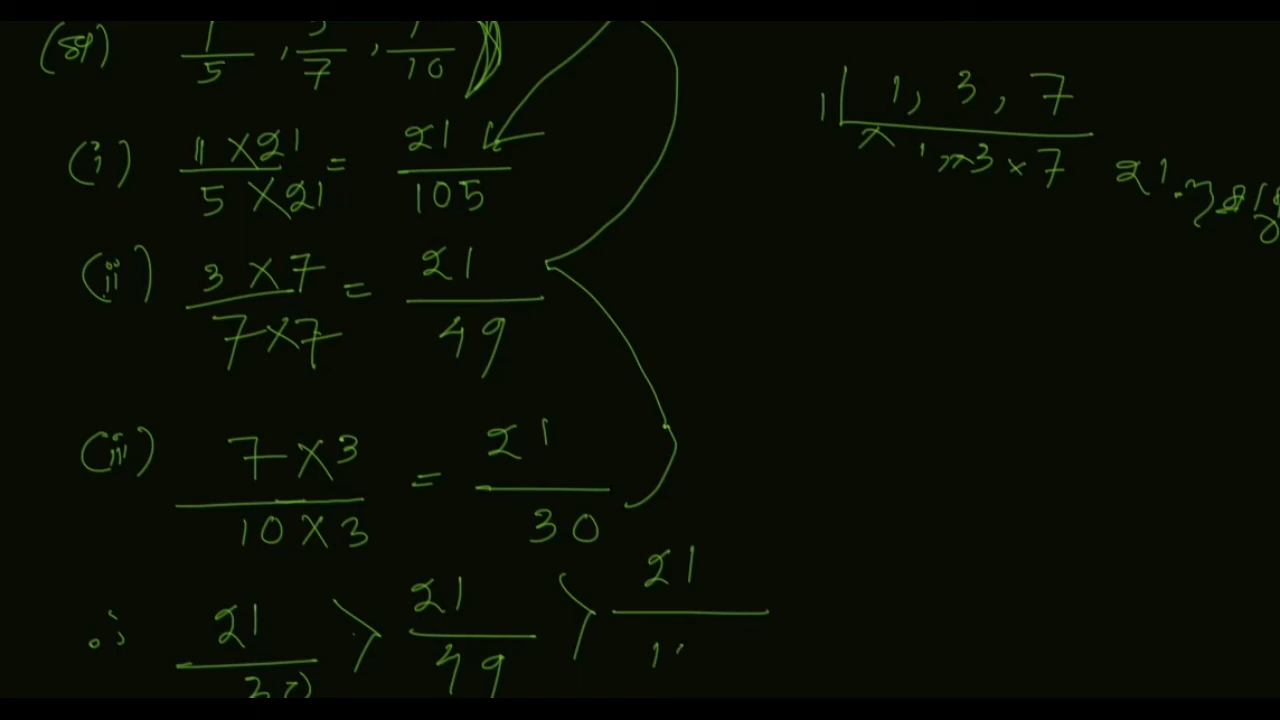 1/5 , 3/7 , 7/10
(i) 1×21/5×21 = 21/105
(ii) 3×7/7×7 = 21/49
(iii) 7×3/10×3 = 21/30
∴ 21/30 > 21/49 > 21/1
1 | 1, 3, 7
1 × 3 × 7 21